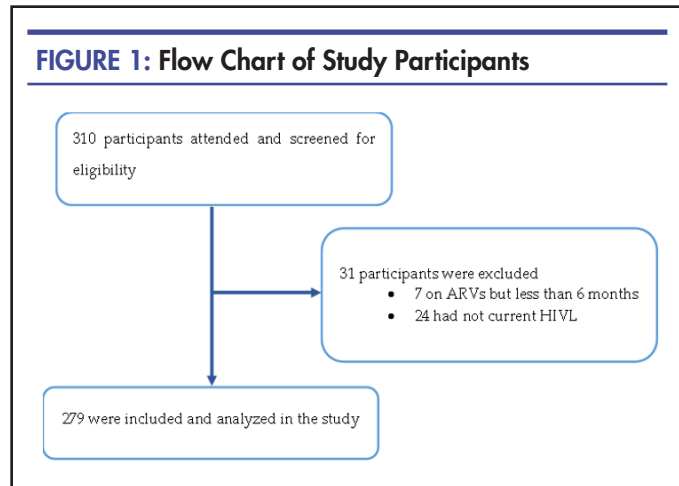 FIGURE 1: Flow Chart of Study Participants
310 participants attended and screened for
eligibility
31 participants were excluded
• 7 on ARVs but less than 6 months
• 24 had not current HIVL
279 were included and analyzed in the study